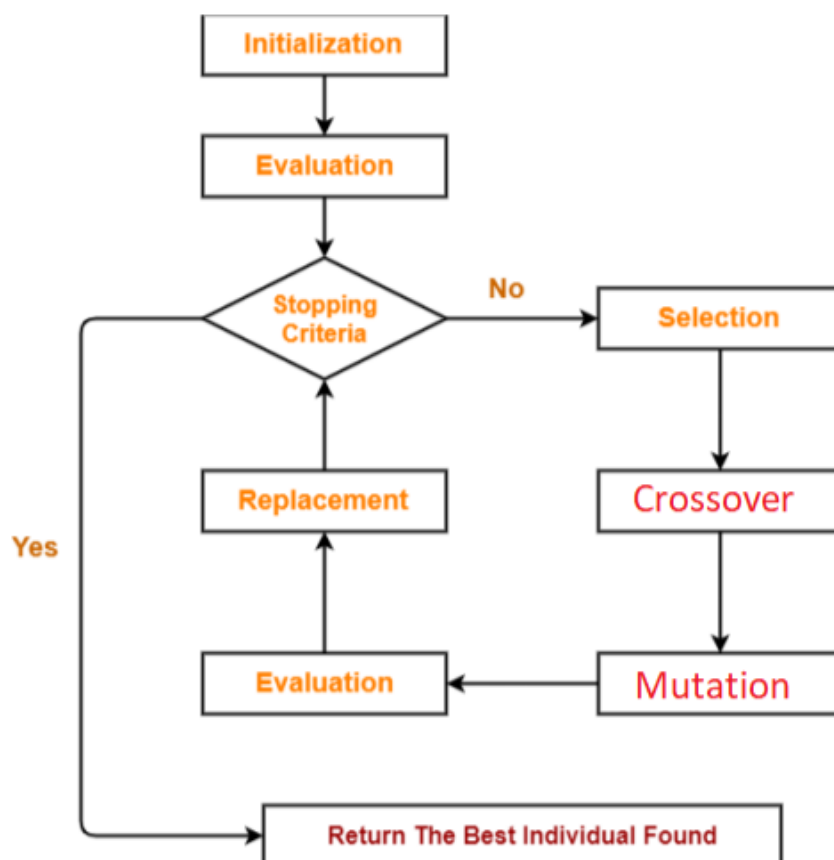 Initialization
Evaluation
Stopping
Criteria
No
Selection
Replacement
Crossover
Yes
Evaluation
Mutation
Return The Best Individual Found